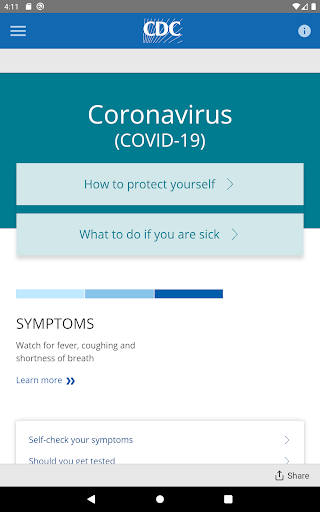 4:11
CDC
Coronavirus
(COVID-19)
How to protect yourself
What to do if you are sick
SYMPTOMS
Watch for fever, coughing and
shortness of breath
Learn more
Self-check your symptoms
Should you get tested
Share